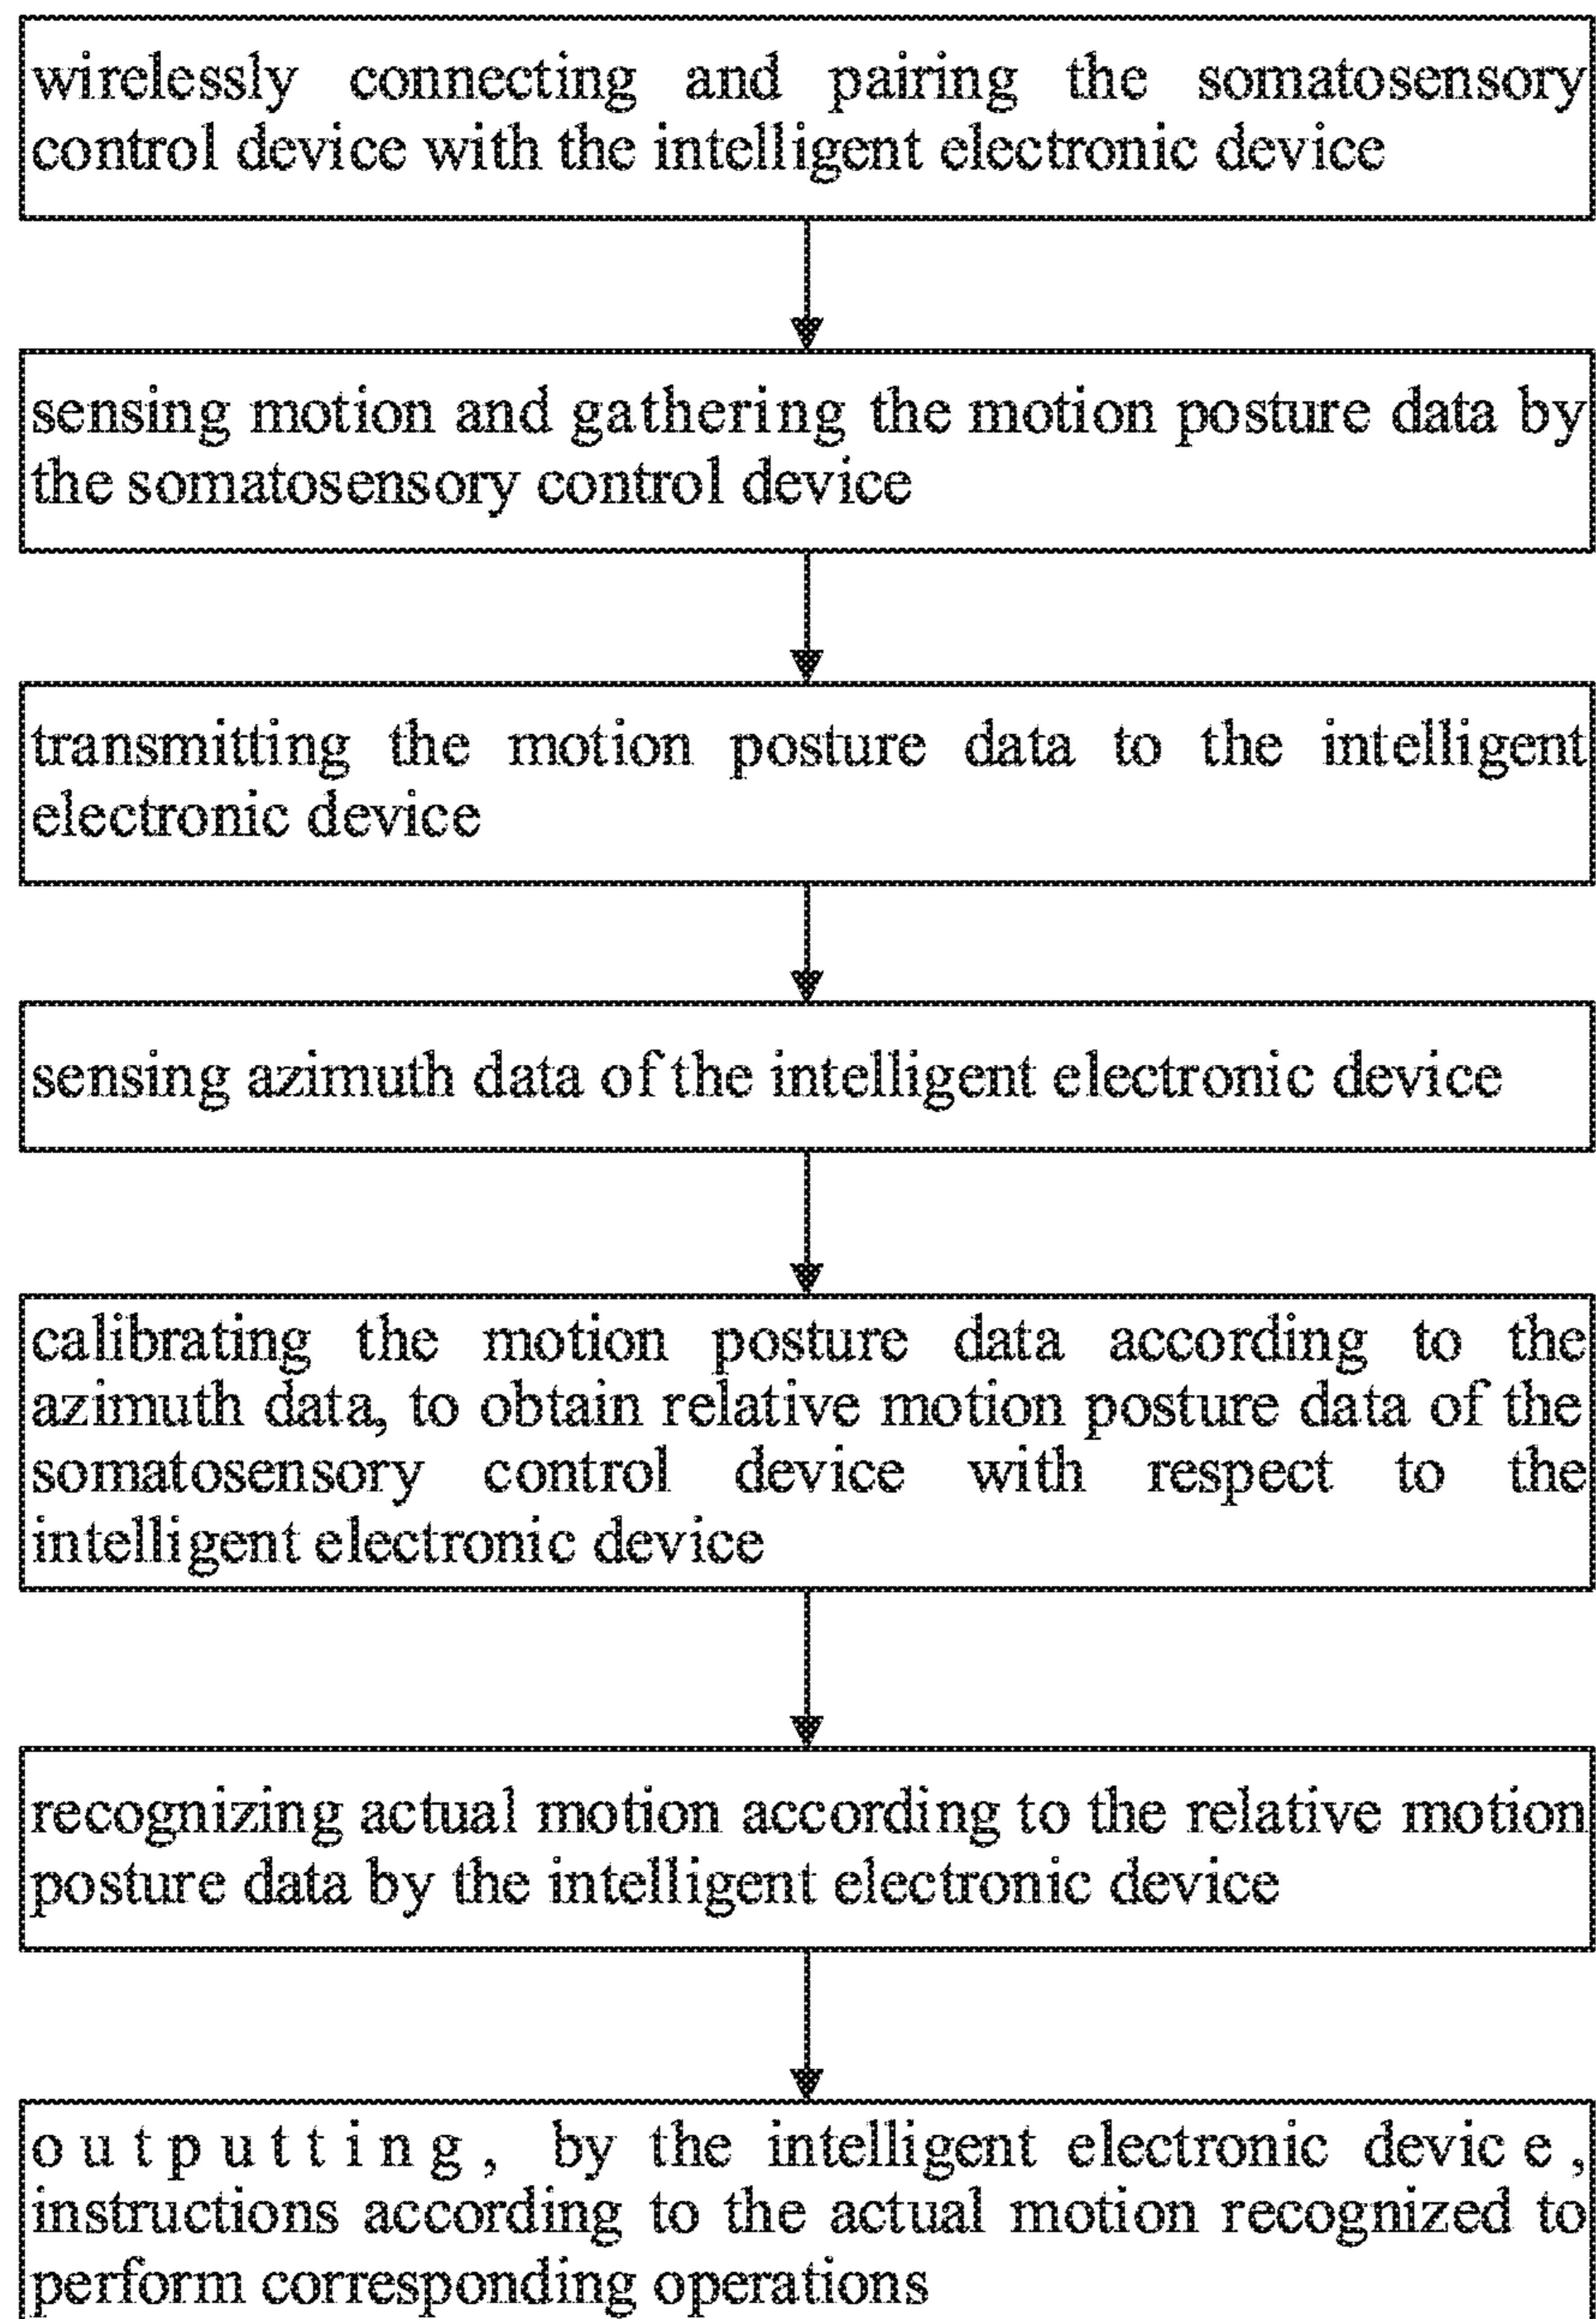 wirelessly connecting and pairing the somatosensory
control device with the intelligent electronic device
sensing motion and gathering the motion posture data by
the somatosensory control device
transmitting the motion posture data to the intelligent
electronic device
sensing azimuth data of the intelligent electronic device
calibrating the motion posture data according to the
azimuth data, to obtain relative motion posture data of the
somatosensory control device with respect to the
intelligent electronic device
recognizing actual motion according to the relative motion
posture data by the intelligent electronic device
outputting, by the intelligent electronic device,
instructions according to the actual motion recognized to
perform corresponding operations